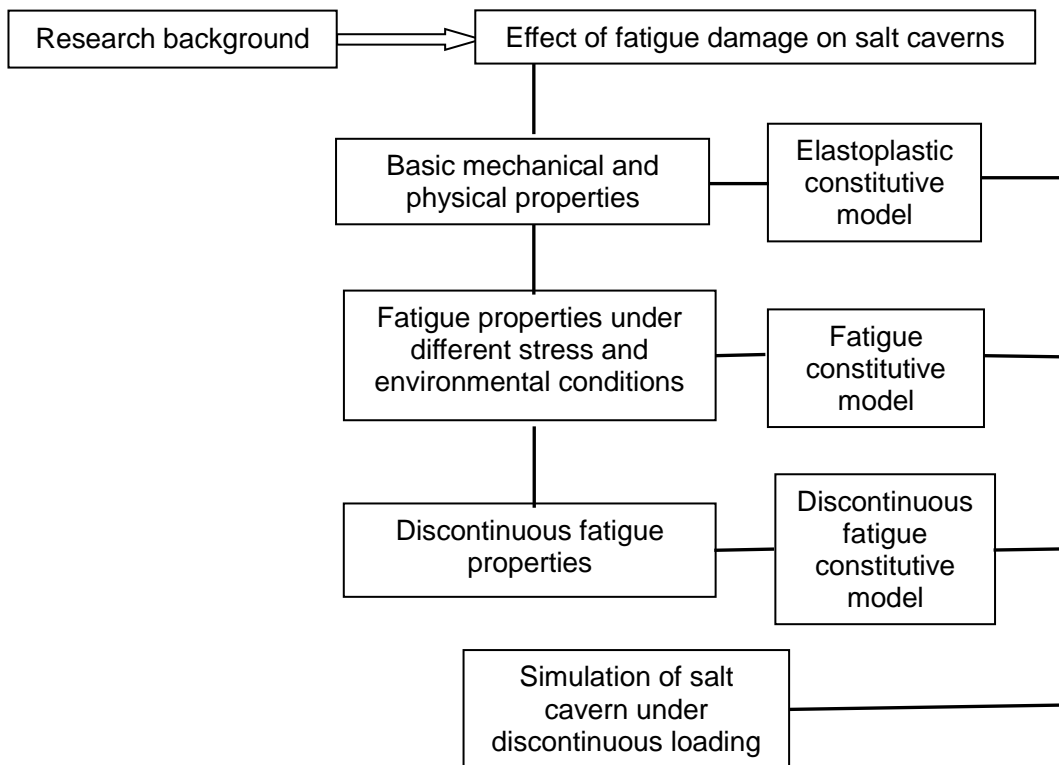 Research background
Effect of fatigue damage on salt caverns
Basic mechanical and
physical properties
Elastoplastic
constitutive
model
Fatigue properties under
different stress and
environmental conditions
Fatigue
constitutive
model
Discontinuous fatigue
properties
Discontinuous
fatigue
constitutive
model
Simulation of salt
cavern under
discontinuous loading